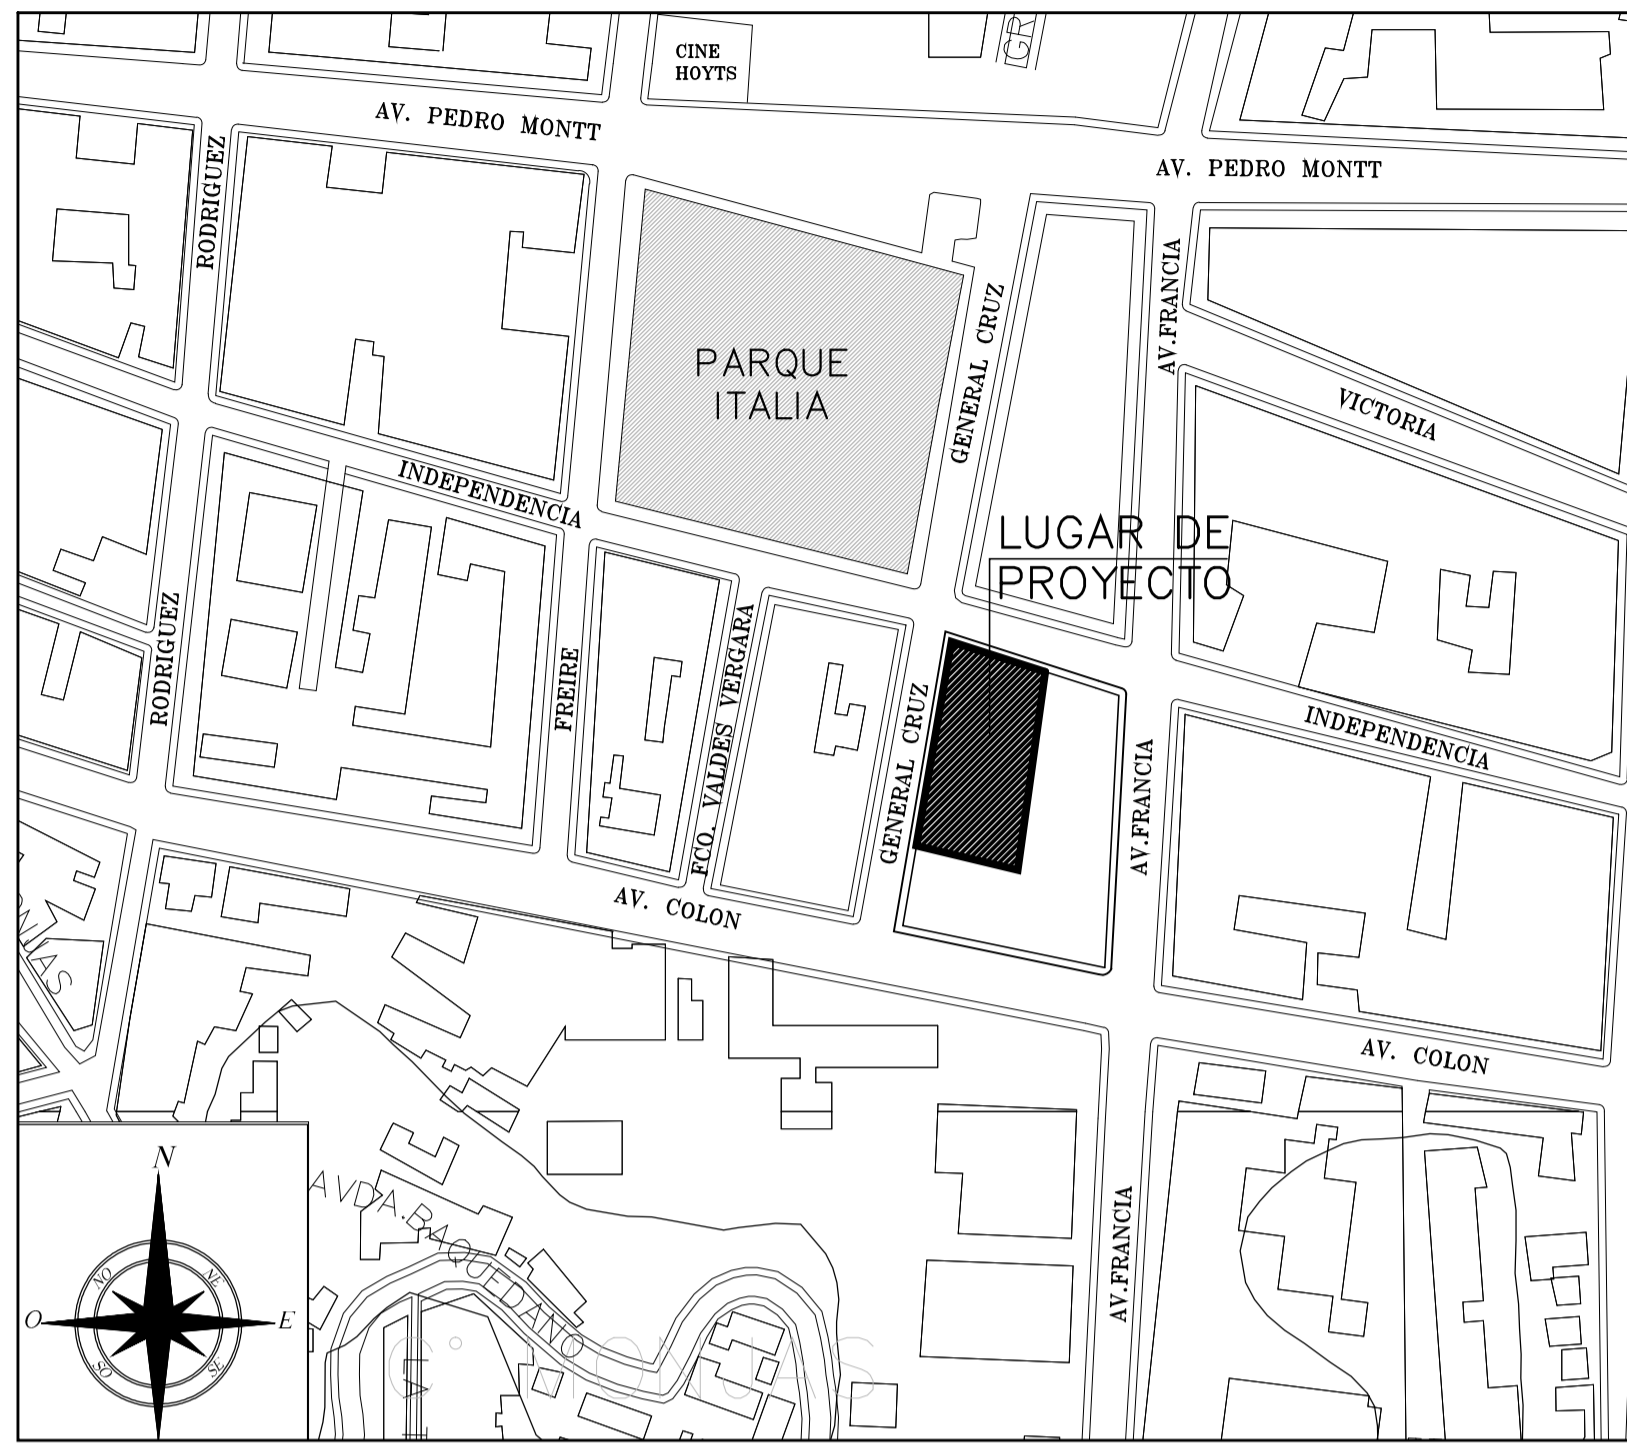 CINE
HOYTS
GR
AV. PEDRO MONTT
AV. PEDRO MONTT
RODRIGUEZ
AV.FRANCIA
GENERAL CRUZ
PARQUE
ITALIA
VICTORIA
INDEPENDENCIA
LUGAR DE
PROYECTO
RODRIGUEZ
FREIRE
FCO. VALDES VERGARA
GENERAL CRUZ
INDEPENDENCIA
AV.FRANCIA
AV. COLON
AV. COLON
AVDA.BAQUEDANO
AV.FRANCIA
C° MONJAS
N
NO
NE
O
E
SO
SE